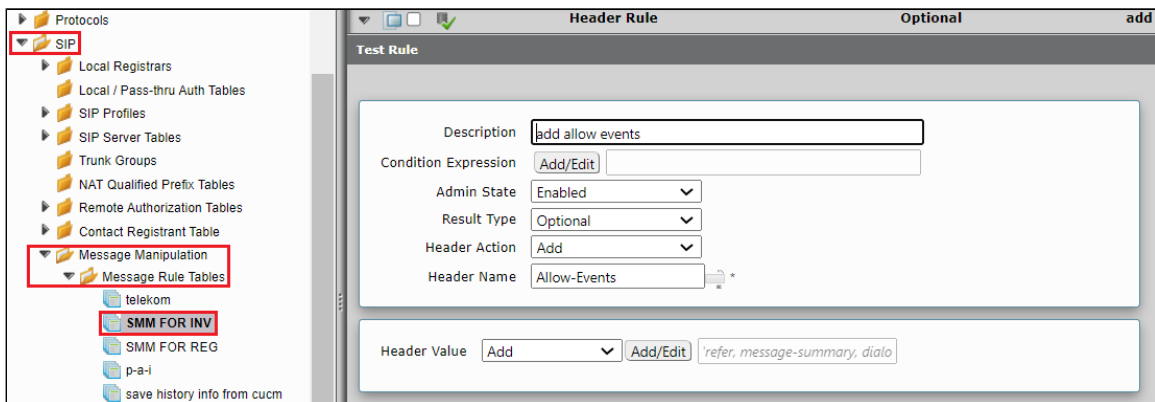 Protocols
SIP
Local Registrars
Local / Pass-thru Auth Tables
SIP Profiles
SIP Server Tables
Trunk Groups
NAT Qualified Prefix Tables
Remote Authorization Tables
Contact Registrant Table
Message Manipulation
Message Rule Tables
telekom
SMM FOR INV
SMM FOR REG
p-a-i
save history info from cucm
Header Rule Optional add
Test Rule
Description add allow events
Condition Expression Add/Edit
Admin State Enabled
Result Type Optional
Header Action Add
Header Name Allow-Events *
Header Value Add Add/Edit 'refer, message-summary, dialo